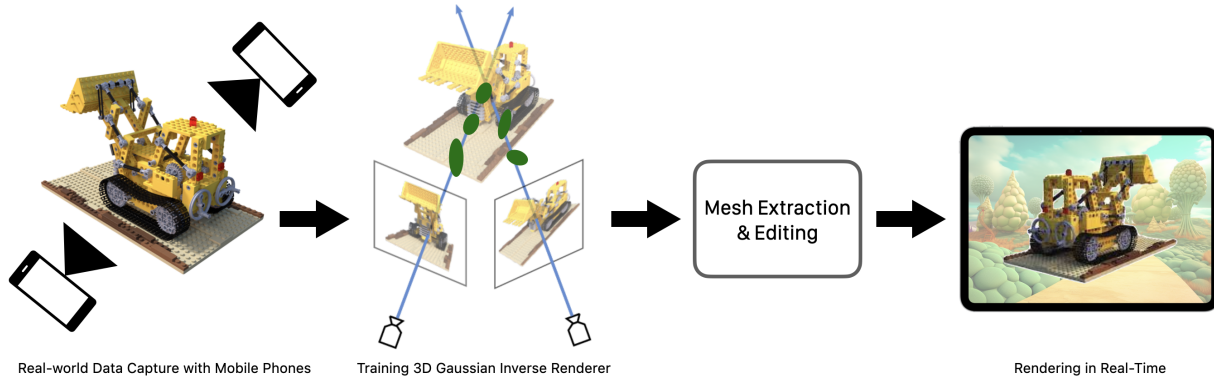 Mesh Extraction
& Editing
Real-world Data Capture with Mobile Phones
Training 3D Gaussian Inverse Renderer
Rendering in Real-Time